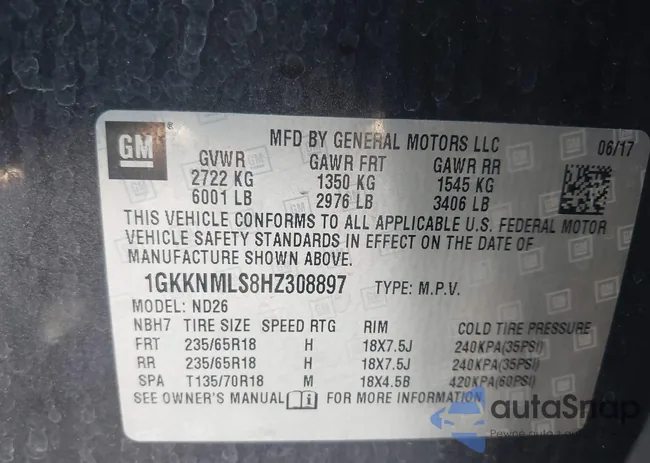 GM ®
MFD BY GENERAL MOTORS LLC 06/17
GVWR GAWR FRT GAWR RR
2722 KG 1350 KG 1545 KG
6001 LB 2976 LB 3406 LB
THIS VEHICLE CONFORMS TO ALL APPLICABLE U.S. FEDERAL MOTOR
VEHICLE SAFETY STANDARDS IN EFFECT ON THE DATE OF
MANUFACTURE SHOWN ABOVE.
1GKKNMLS8HZ308897 TYPE: M.P.V.
MODEL: ND26
NBH7 TIRE SIZE SPEED RTG RIM COLD TIRE PRESSURE
FRT 235/65R18 H 18X7.5J 240KPA(35PSI)
RR 235/65R18 H 18X7.5J 240KPA(35PSI)
SPA T135/70R18 M 18X4.5B 420KPA(60PSI)
SEE OWNER'S MANUAL i FOR MORE INFORMATION
autoSnap
Pewne auto z